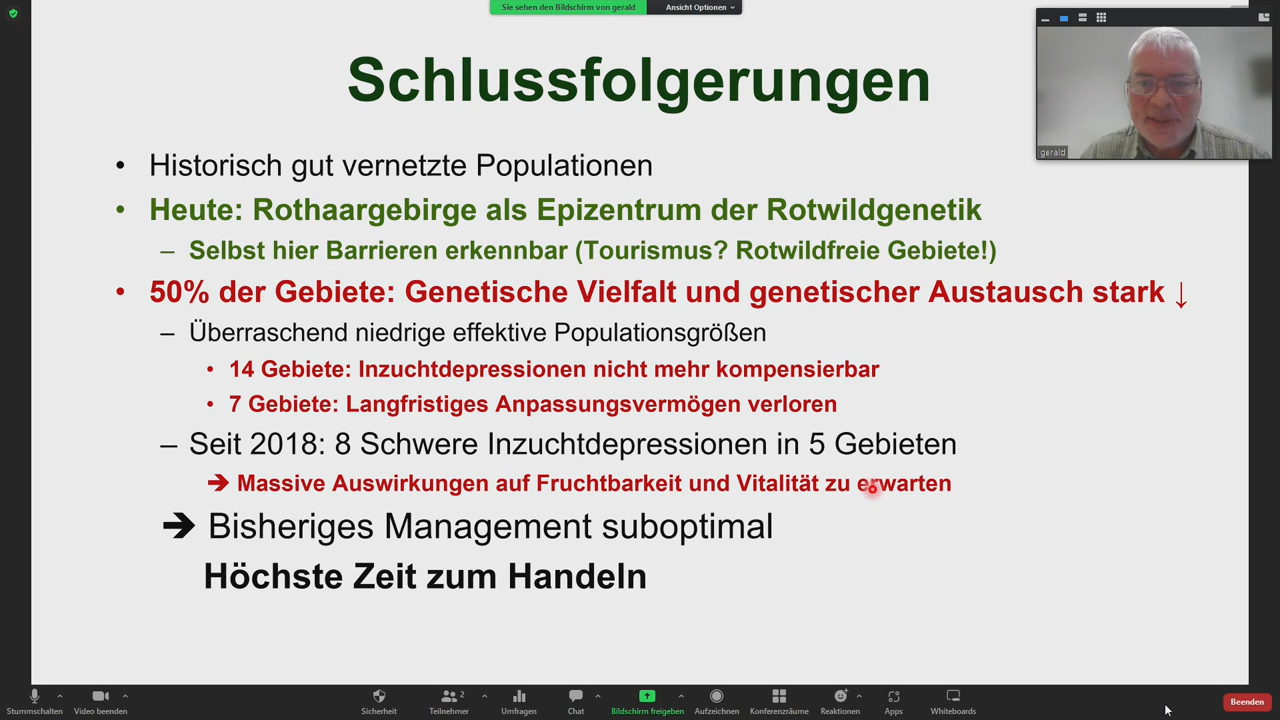 Sie sehen den Bildschirm von gerald
Ansicht Optionen
Schlussfolgerungen
gerald
• Historisch gut vernetzte Populationen
• Heute: Rothaargebirge als Epizentrum der Rotwildgenetik
– Selbst hier Barrieren erkennbar (Tourismus? Rotwildfreie Gebiete!)
• 50% der Gebiete: Genetische Vielfalt und genetischer Austausch stark ↓
– Überraschend niedrige effektive Populationsgrößen
• 14 Gebiete: Inzuchtdepressionen nicht mehr kompensierbar
• 7 Gebiete: Langfristiges Anpassungsvermögen verloren
– Seit 2018: 8 Schwere Inzuchtdepressionen in 5 Gebieten
➔ Massive Auswirkungen auf Fruchtbarkeit und Vitalität zu erwarten
➔ Bisheriges Management suboptimal
Höchste Zeit zum Handeln
2
Stummschalten
Video beenden
Sicherheit
Teilnehmer
Umfragen
Chat
Bildschirm freigeben
Aufzeichnen
Konferenzräume
Reaktionen
Apps
Whiteboards
Beenden